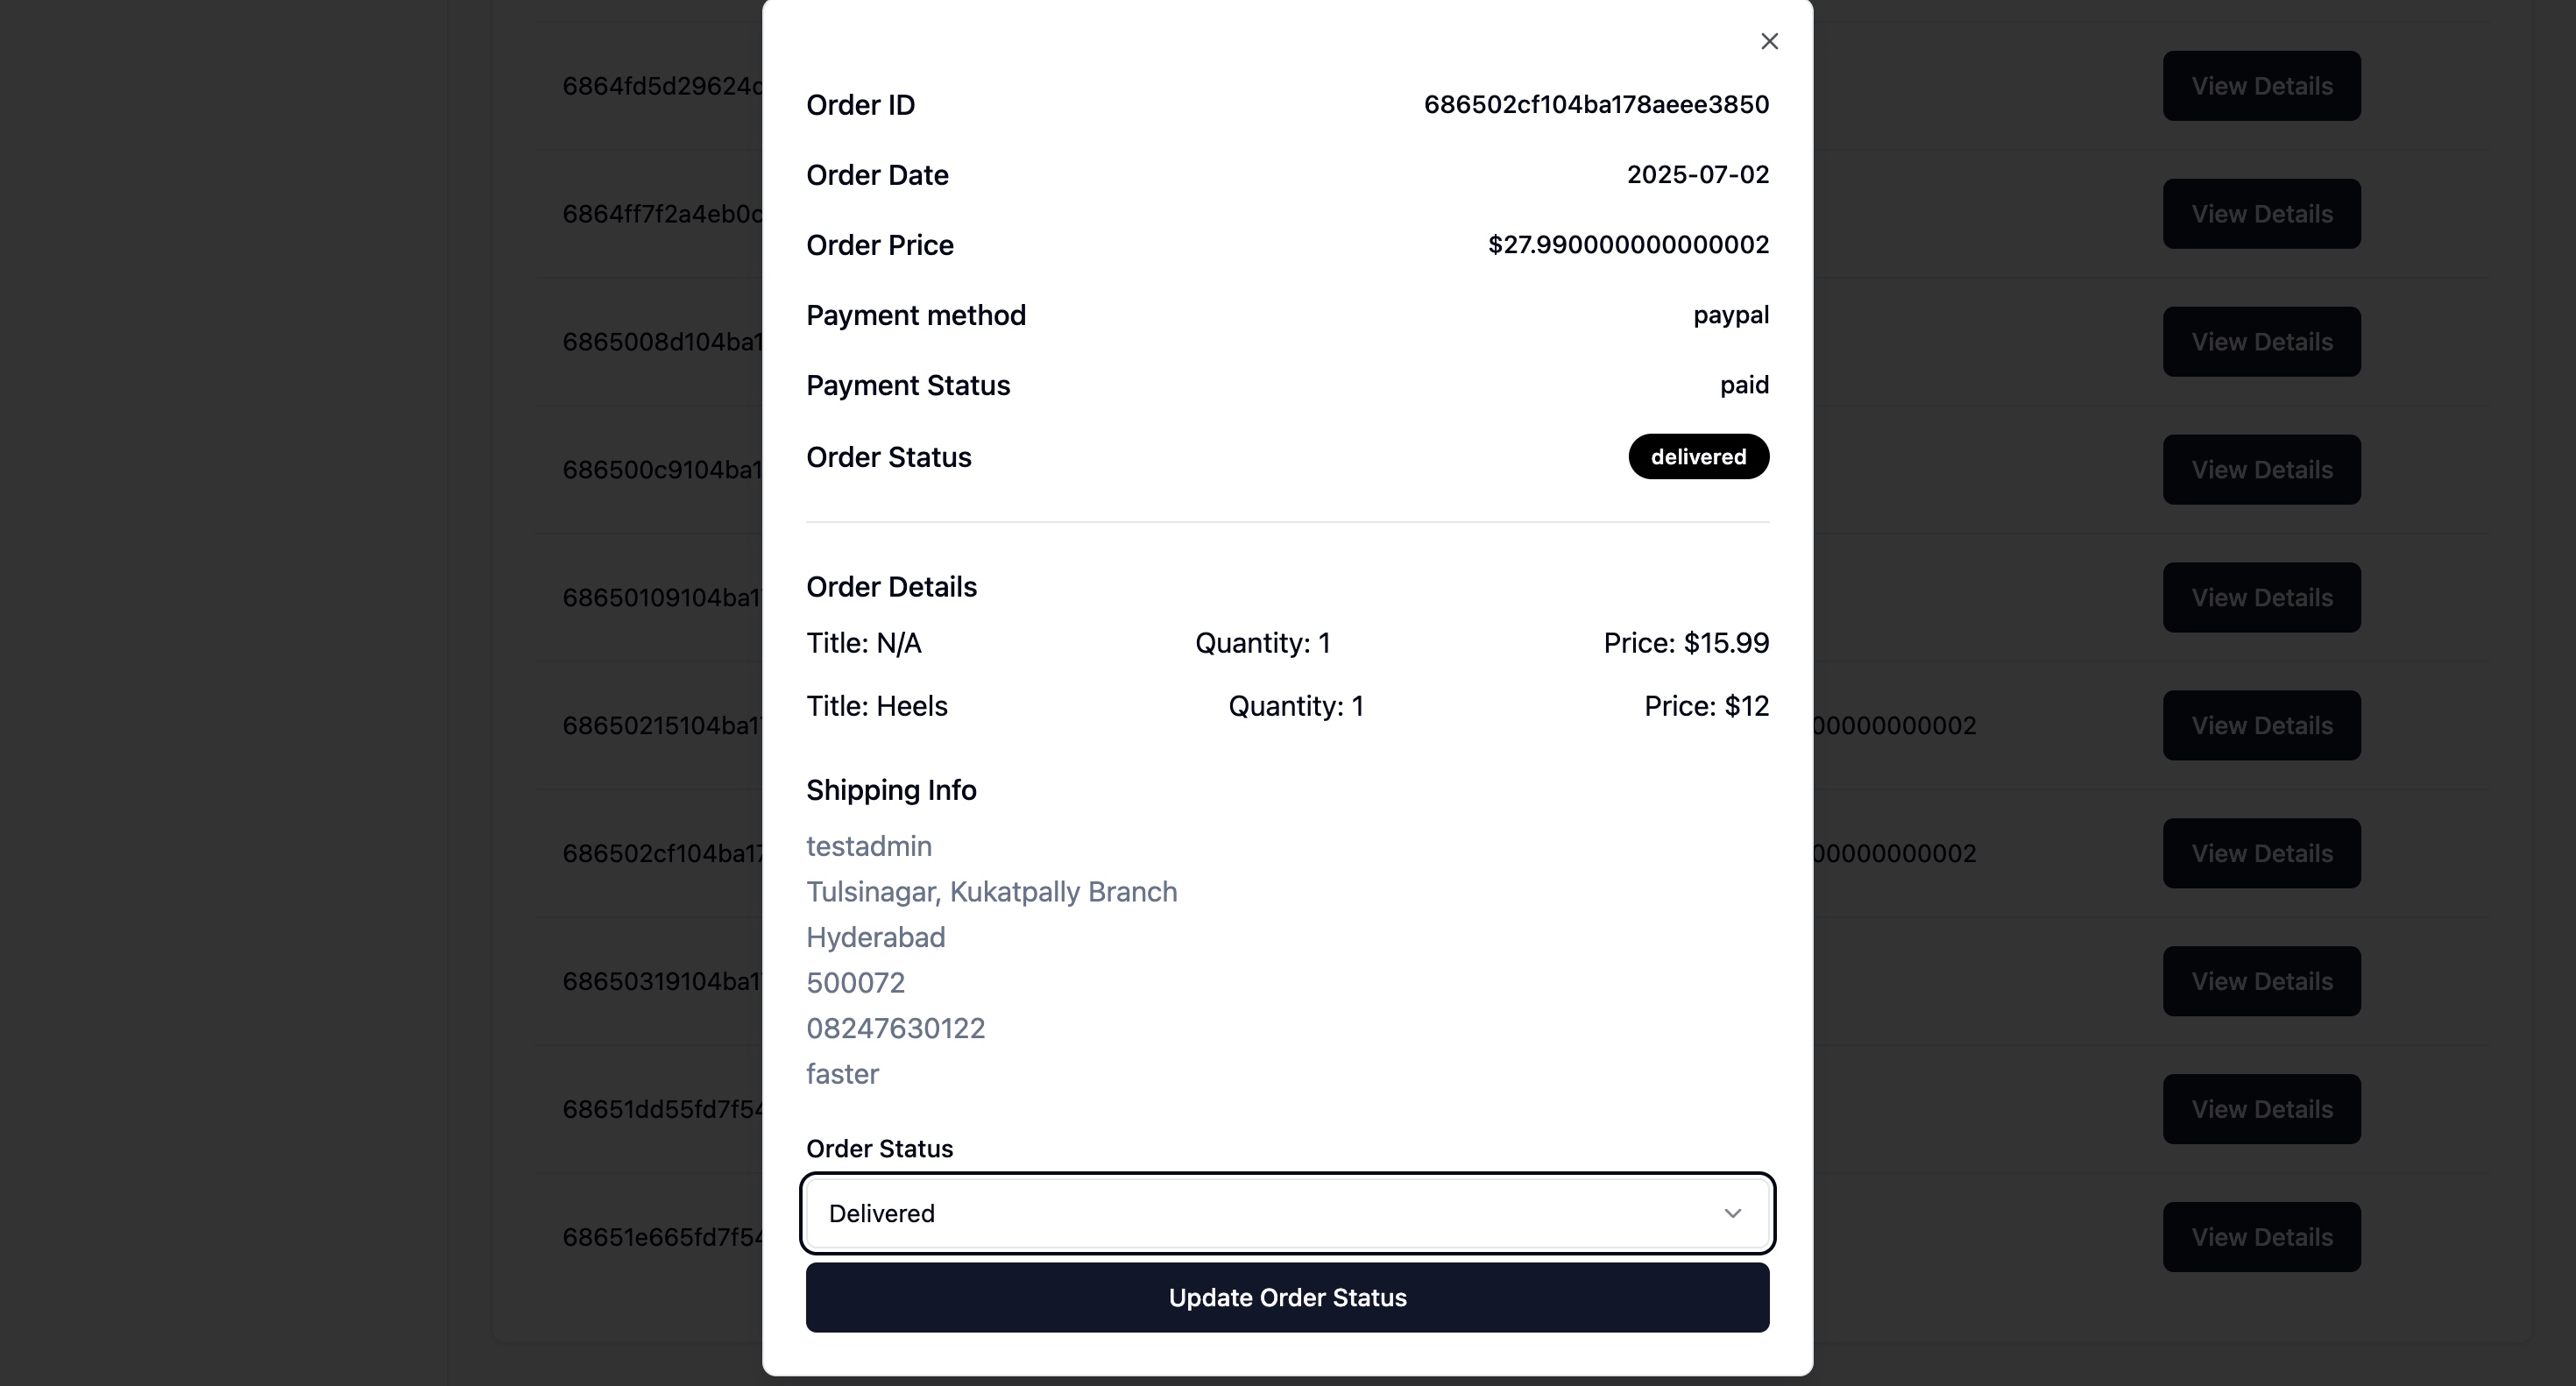 Order ID 686502cf104ba178aeee3850
Order Date 2025-07-02
Order Price $27.990000000000002
Payment method paypal
Payment Status paid
Order Status delivered
Order Details
Title: N/A Quantity: 1 Price: $15.99
Title: Heels Quantity: 1 Price: $12
Shipping Info
testadmin
Tulsinagar, Kukatpally Branch
Hyderabad
500072
08247630122
faster
Order Status
Delivered
Update Order Status
6864fd5d29624 View Details
6864ff7f2a4eb0c View Details
6865008d104ba1 View Details
686500c9104ba1 View Details
68650109104ba1 View Details
68650215104ba1 00000000002 View Details
686502cf104ba17 00000000002 View Details
68650319104ba1 View Details
68651dd55fd7f54 View Details
68651e665fd7f54 View Details